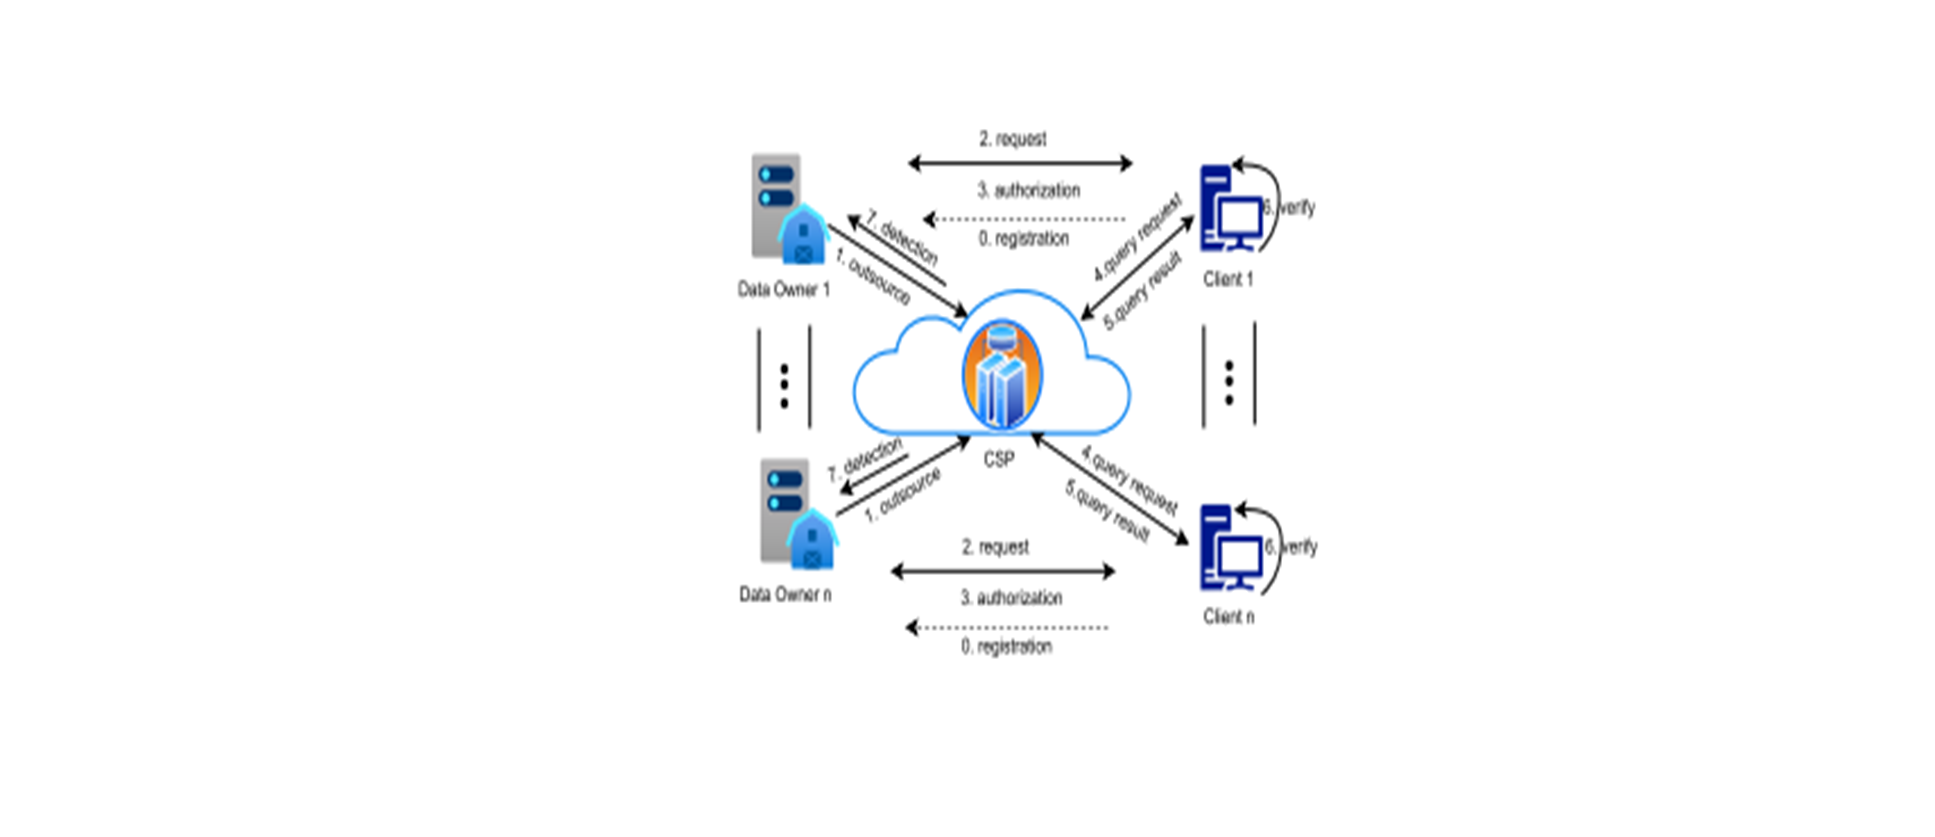 2. request
3. authorization
0. registration
7. detection
1. outsource
4.query request
5.query result
6. verify
Data Owner 1
Client 1
CSP
7. detection
1. outsource
4.query request
5.query result
6. verify
2. request
3. authorization
0. registration
Data Owner n
Client n